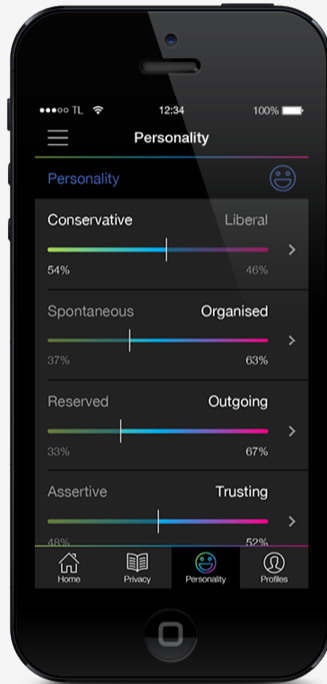 TL 12:34 100%
Personality
Personality
Conservative Liberal
54% 46%
Spontaneous Organised
37% 63%
Reserved Outgoing
33% 67%
Assertive Trusting
48% 52%
Home Privacy Personality Profiles